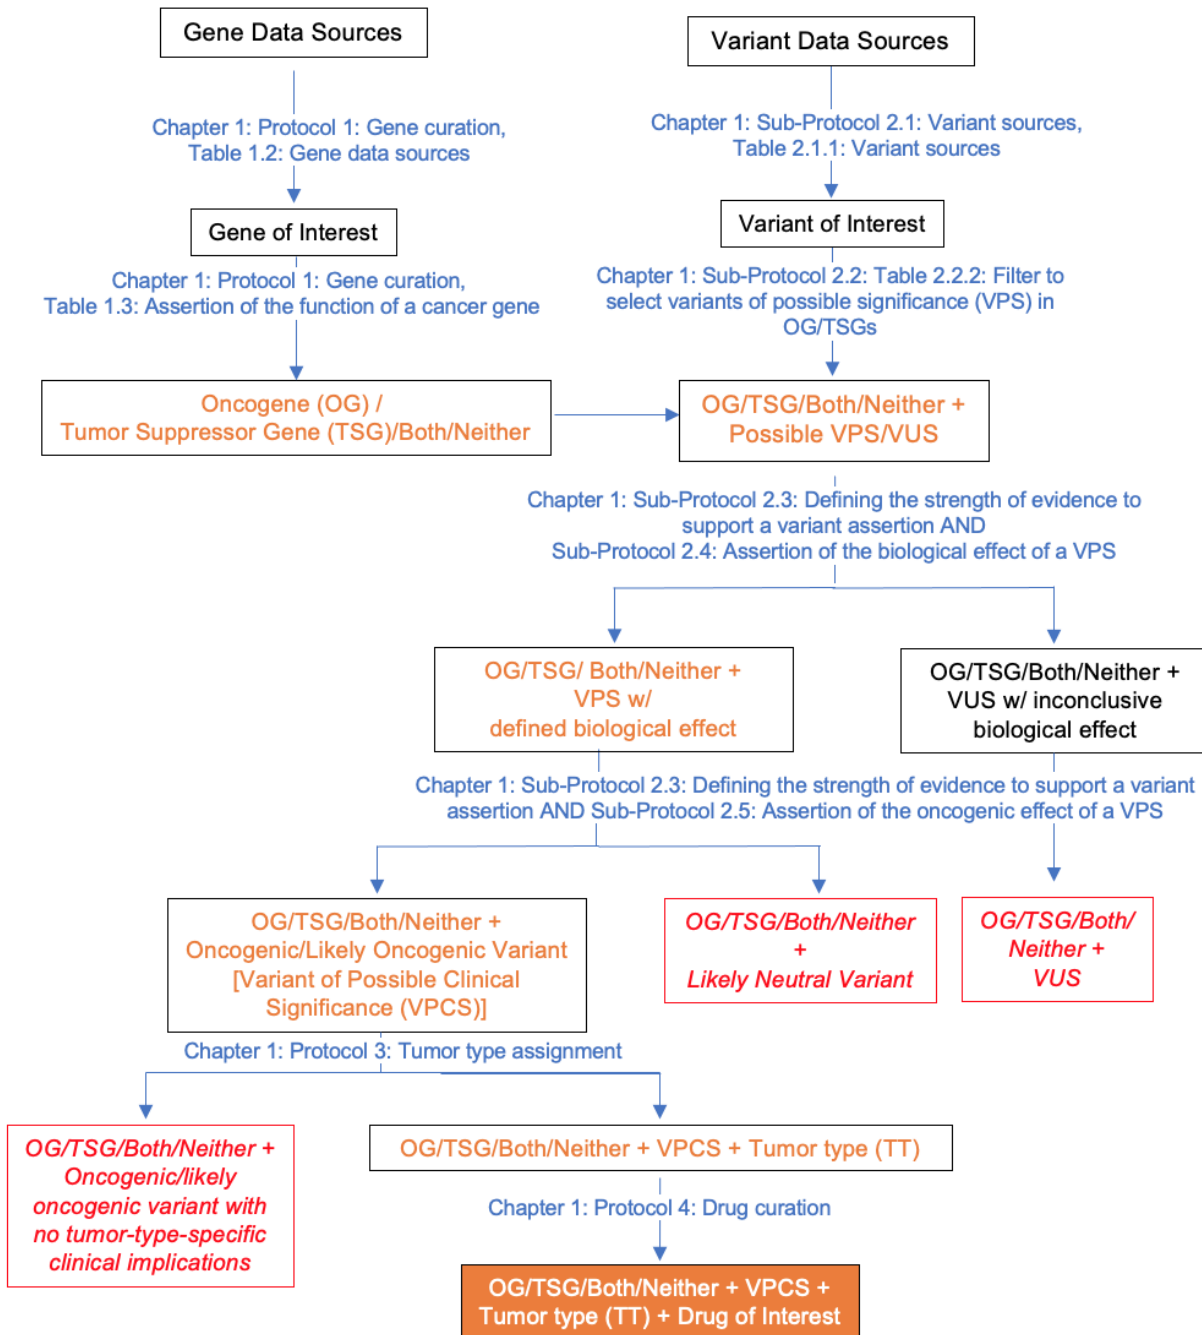 Gene Data Sources
Variant Data Sources
Chapter 1: Protocol 1: Gene curation,
Table 1.2: Gene data sources
Chapter 1: Sub-Protocol 2.1: Variant sources,
Table 2.1.1: Variant sources
Gene of Interest
Variant of Interest
Chapter 1: Protocol 1: Gene curation,
Table 1.3: Assertion of the function of a cancer gene
Chapter 1: Sub-Protocol 2.2: Table 2.2.2: Filter to
select variants of possible significance (VPS) in
OG/TSGs
Oncogene (OG) /
Tumor Suppressor Gene (TSG)/Both/Neither
OG/TSG/Both/Neither +
Possible VPS/VUS
Chapter 1: Sub-Protocol 2.3: Defining the strength of evidence to
support a variant assertion AND
Sub-Protocol 2.4: Assertion of the biological effect of a VPS
OG/TSG/ Both/Neither +
VPS w/
defined biological effect
OG/TSG/Both/Neither +
VUS w/ inconclusive
biological effect
Chapter 1: Sub-Protocol 2.3: Defining the strength of evidence to support a variant
assertion AND Sub-Protocol 2.5: Assertion of the oncogenic effect of a VPS
OG/TSG/Both/Neither +
Oncogenic/Likely Oncogenic Variant
[Variant of Possible Clinical
Significance (VPCS)]
OG/TSG/Both/Neither
+
Likely Neutral Variant
OG/TSG/Both/
Neither +
VUS
Chapter 1: Protocol 3: Tumor type assignment
OG/TSG/Both/Neither +
Oncogenic/likely
oncogenic variant with
no tumor-type-specific
clinical implications
OG/TSG/Both/Neither + VPCS + Tumor type (TT)
Chapter 1: Protocol 4: Drug curation
OG/TSG/Both/Neither + VPCS +
Tumor type (TT) + Drug of Interest